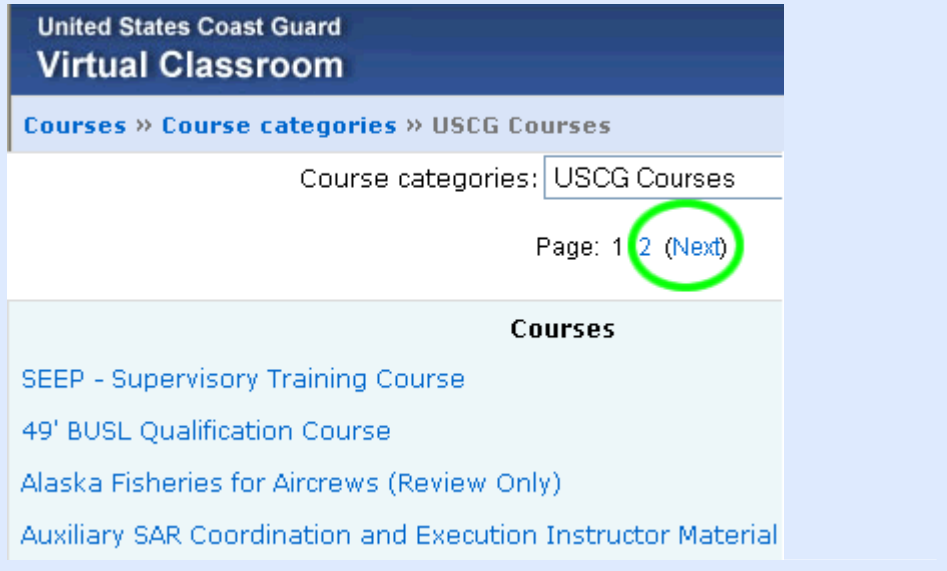 United States Coast Guard
Virtual Classroom
Courses » Course categories » USCG Courses
Course categories: USCG Courses
Page: 1 2 (Next)
Courses
SEEP - Supervisory Training Course
49' BUSL Qualification Course
Alaska Fisheries for Aircrews (Review Only)
Auxiliary SAR Coordination and Execution Instructor Material